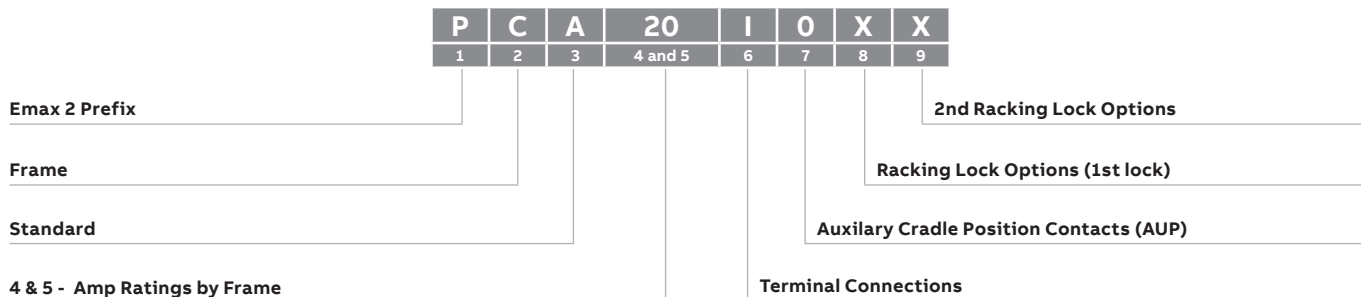 P C A 20 I 0 X X
1 2 3 4 and 5 6 7 8 9
Emax 2 Prefix
2nd Racking Lock Options
Frame
Racking Lock Options (1st lock)
Standard
Auxilary Cradle Position Contacts (AUP)
4 & 5 - Amp Ratings by Frame
Terminal Connections